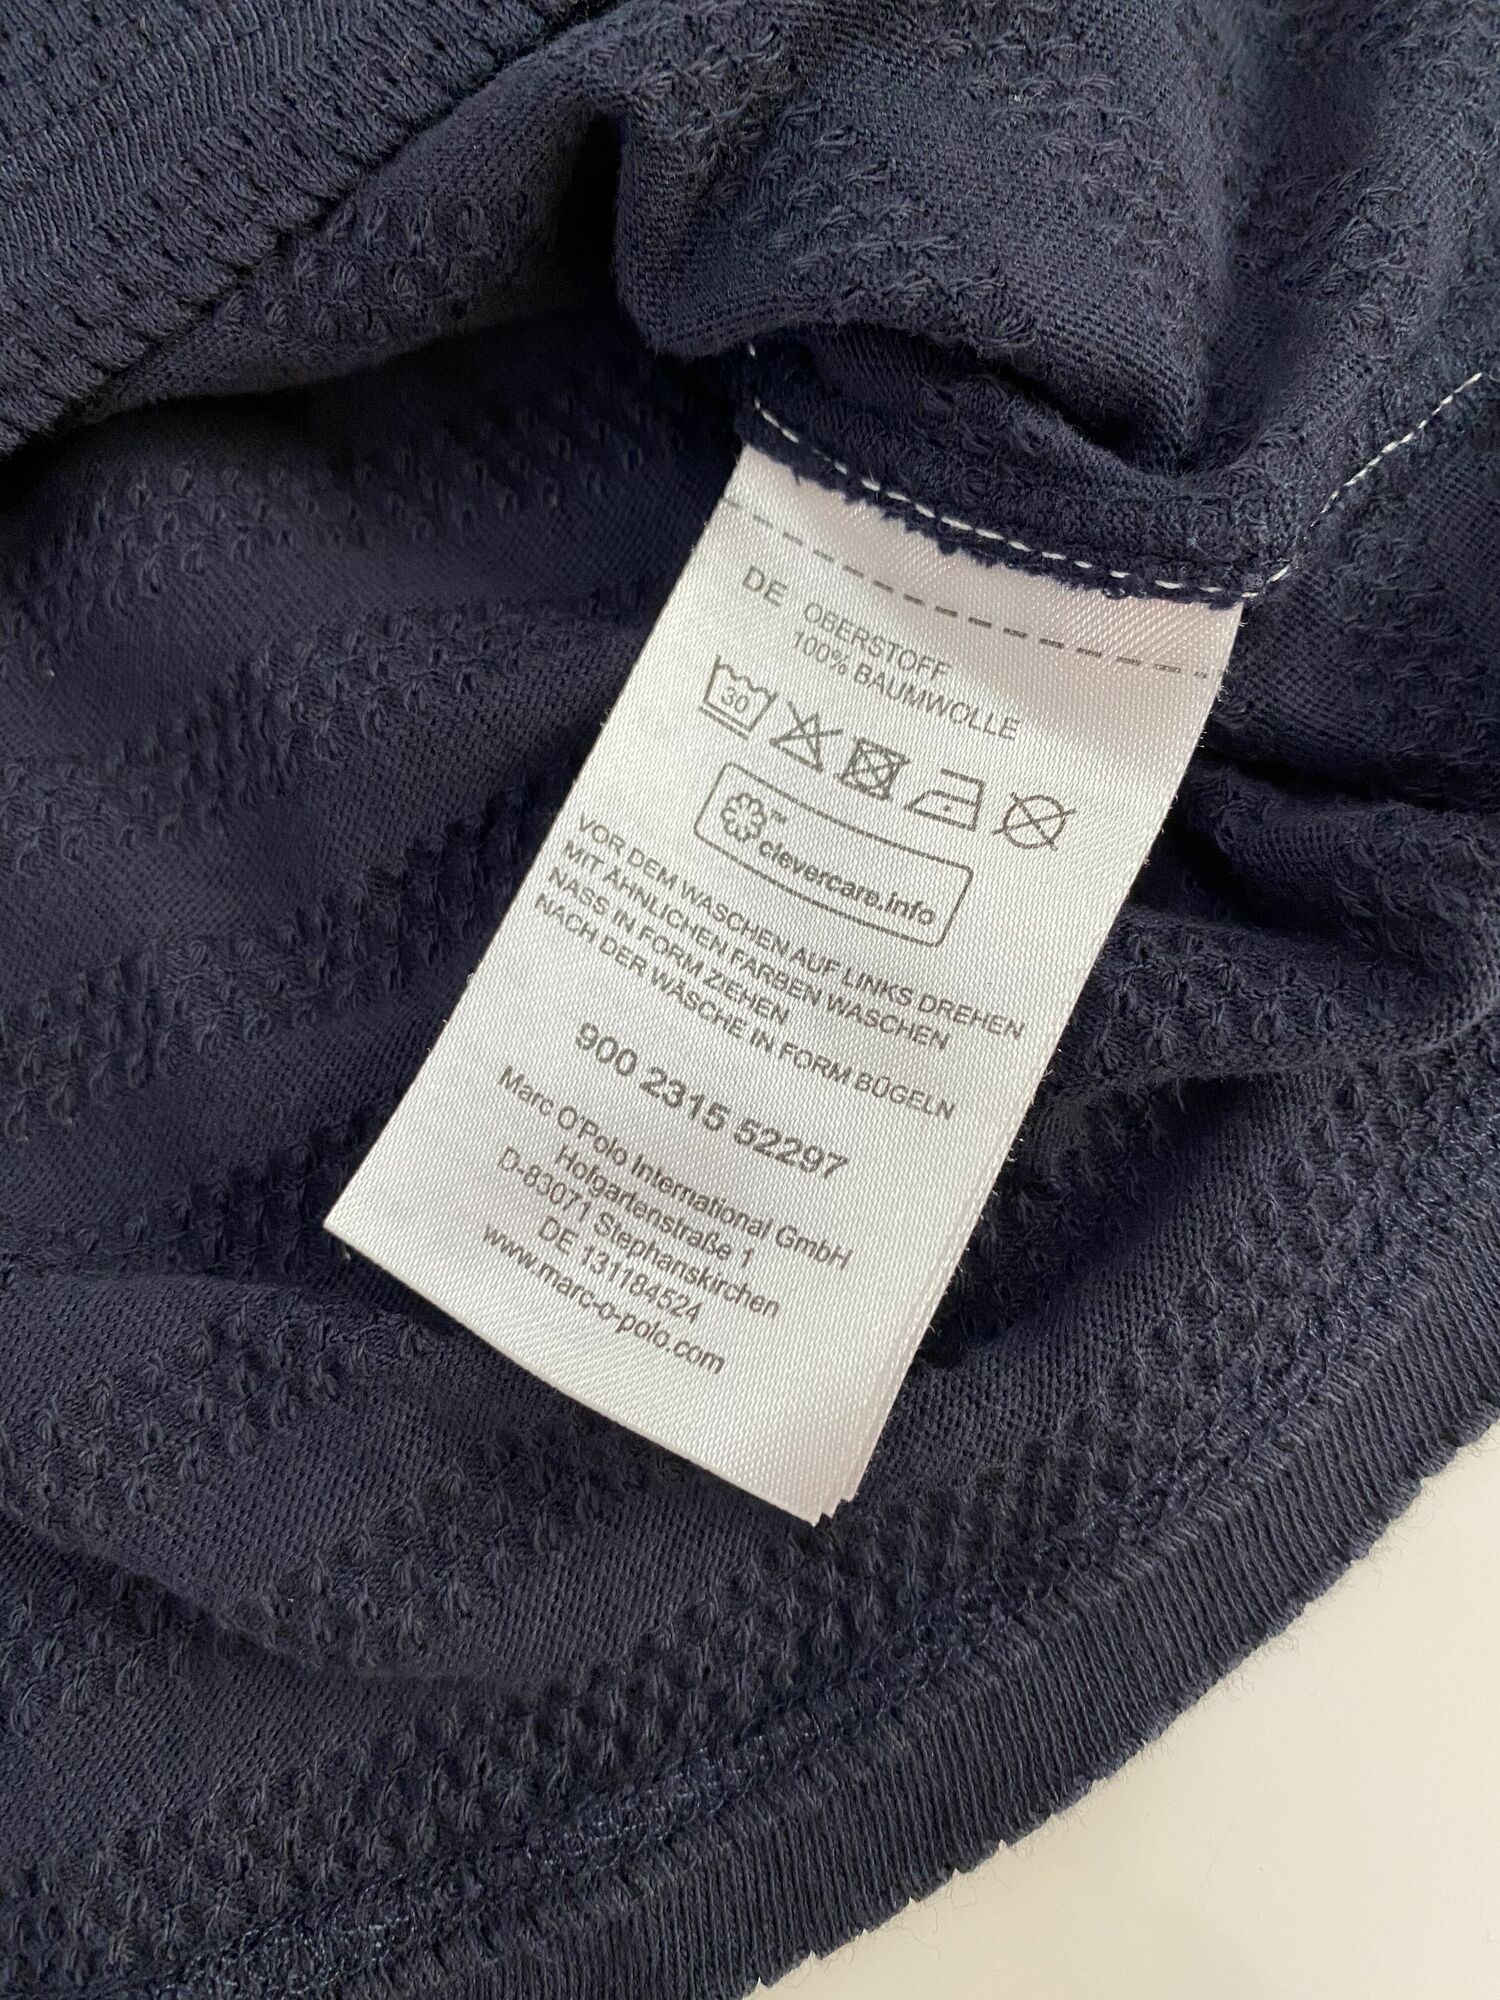 DE OBERSTOFF
100% BAUMWOLLE
30
™ clevercare.info
VOR DEM WASCHEN AUF LINKS DREHEN
MIT ÄHNLICHEN FARBEN WASCHEN
NASS IN FORM ZIEHEN
NACH DER WÄSCHE IN FORM BÜGELN
900 2315 52297
Marc O'Polo International GmbH
Hofgartenstraße 1
D-83071 Stephanskirchen
DE 131184524
www.marc-o-polo.com